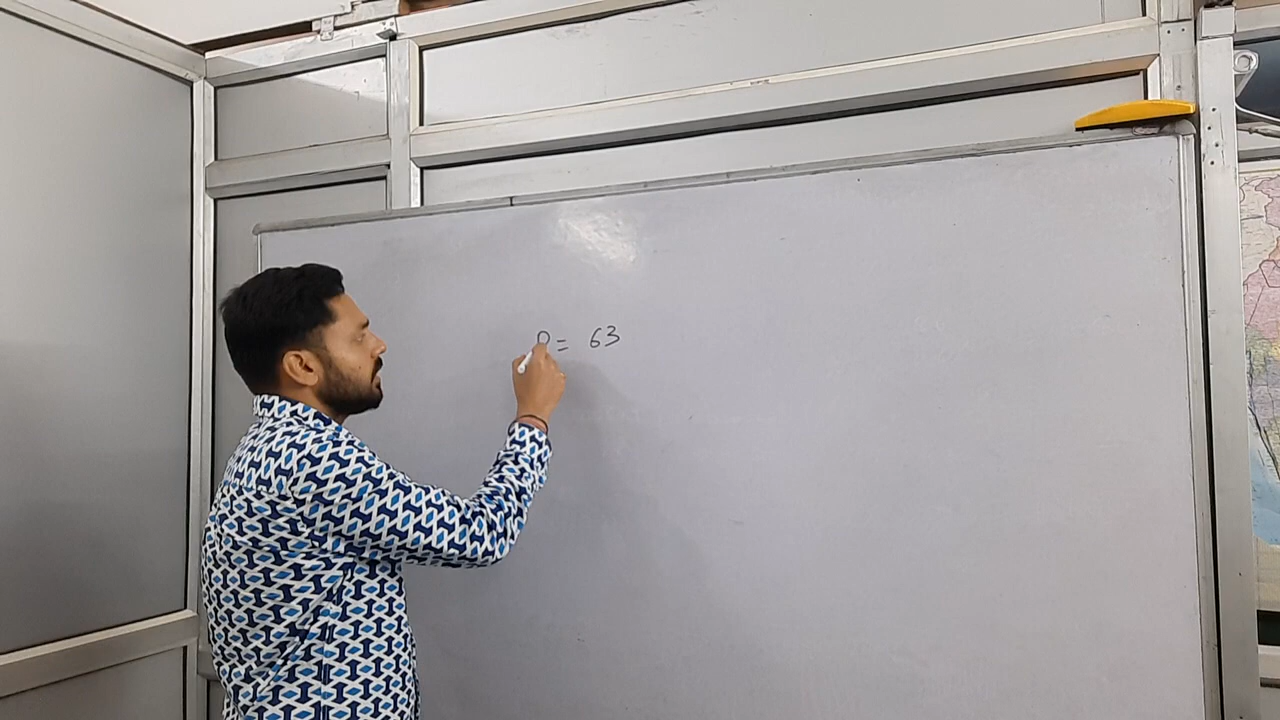 = 63